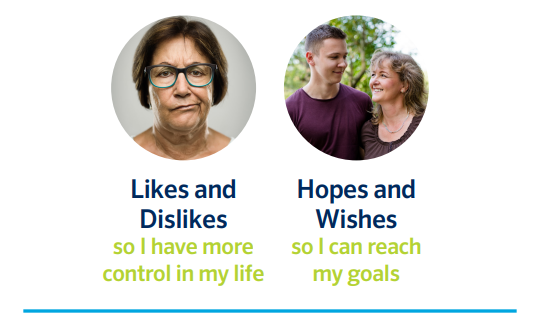 Likes and
Dislikes
so I have more
control in my life
Hopes and
Wishes
so I can reach
my goals